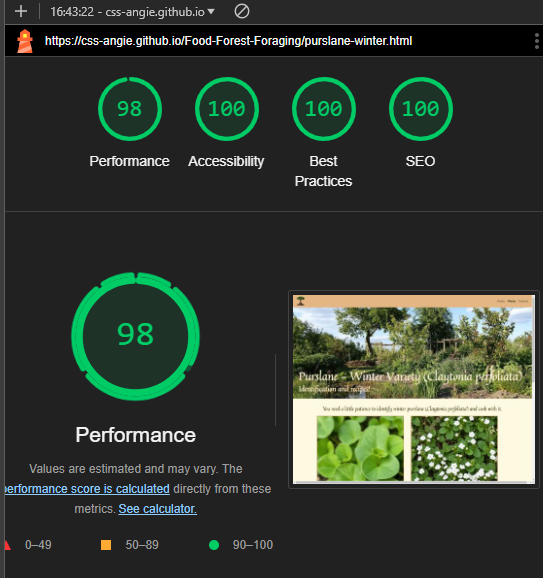 16:43:22 - css-angie.github.io
https://css-angie.github.io/Food-Forest-Foraging/purslane-winter.html
98 100 100 100
Performance Accessibility Best Practices SEO
98
Purslane - Winter Variety (Claytonia perfoliata)
Identification and recipes!
You need a little patience to identify winter purslane (Claytonia perfoliata) and cook with it.
Performance
Values are estimated and may vary. The
performance score is calculated directly from these
metrics. See calculator.
0–49 50–89 90–100